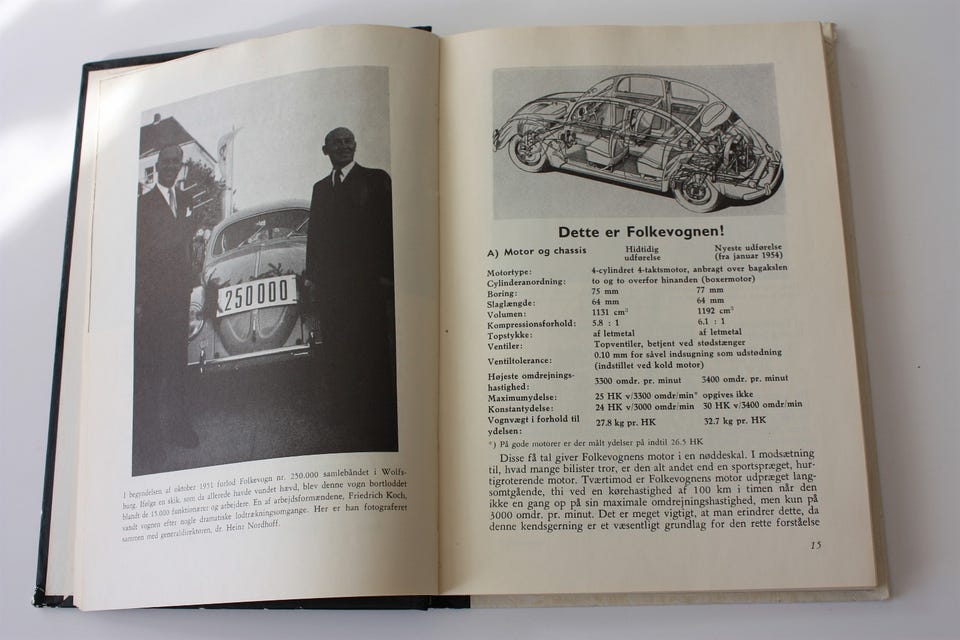 250000
I begyndelsen af oktober 1951 forlod Folkevogn nr. 250.000 samlebåndet i Wolfs-
burg. Ifølge en skik, som da allerede havde vundet hævd, blev denne vogn bortloddet
blandt de 15.000 funktionærer og arbejdere. En af arbejdsformændene, Friedrich Koch,
vandt vognen efter nogle dramatiske lodtrækningsomgange. Her er han fotograferet
sammen med generaldirektøren, dr. Heinz Nordhoff.
Dette er Folkevognen!
A) Motor og chassis Hidtidig udførelse Nyeste udførelse (fra januar 1954)
Motortype: 4-cylindret 4-taktsmotor, anbragt over bagakslen
Cylinderanordning: to og to overfor hinanden (boxermotor)
Boring: 75 mm 77 mm
Slaglængde: 64 mm 64 mm
Volumen: 1131 cm³ 1192 cm³
Kompressionsforhold: 5.8 : 1 6.1 : 1
Topstykke: af letmetal af letmetal
Ventiler: Topventiler, betjent ved stødstænger
Ventiltolerance: 0.10 mm for såvel indsugning som udstødning
(indstillet ved kold motor)
Højeste omdrejnings-
hastighed: 3300 omdr. pr. minut 3400 omdr. pr. minut
Maximumydelse: 25 HK v/3300 omdr/min* opgives ikke
Konstantydelse: 24 HK v/3000 omdr/min 30 HK v/3400 omdr/min
Vognvægt i forhold til
ydelsen: 27.8 kg pr. HK 32.7 kg pr. HK
*) På gode motorer er der målt ydelser på indtil 26.5 HK
Disse få tal giver Folkevognens motor i en nøddeskal. I modsætning
til, hvad mange bilister tror, er den alt andet end en sportspræget, hur-
tigroterende motor. Tværtimod er Folkevognens motor udpræget lang-
somtgående, thi ved en kørehastighed af 100 km i timen når den
ikke en gang op på sin maximale omdrejningshastighed, men kun på
3000 omdr. pr. minut. Det er meget vigtigt, at man erindrer dette, da
denne kendsgerning er et væsentligt grundlag for den rette forståelse
15